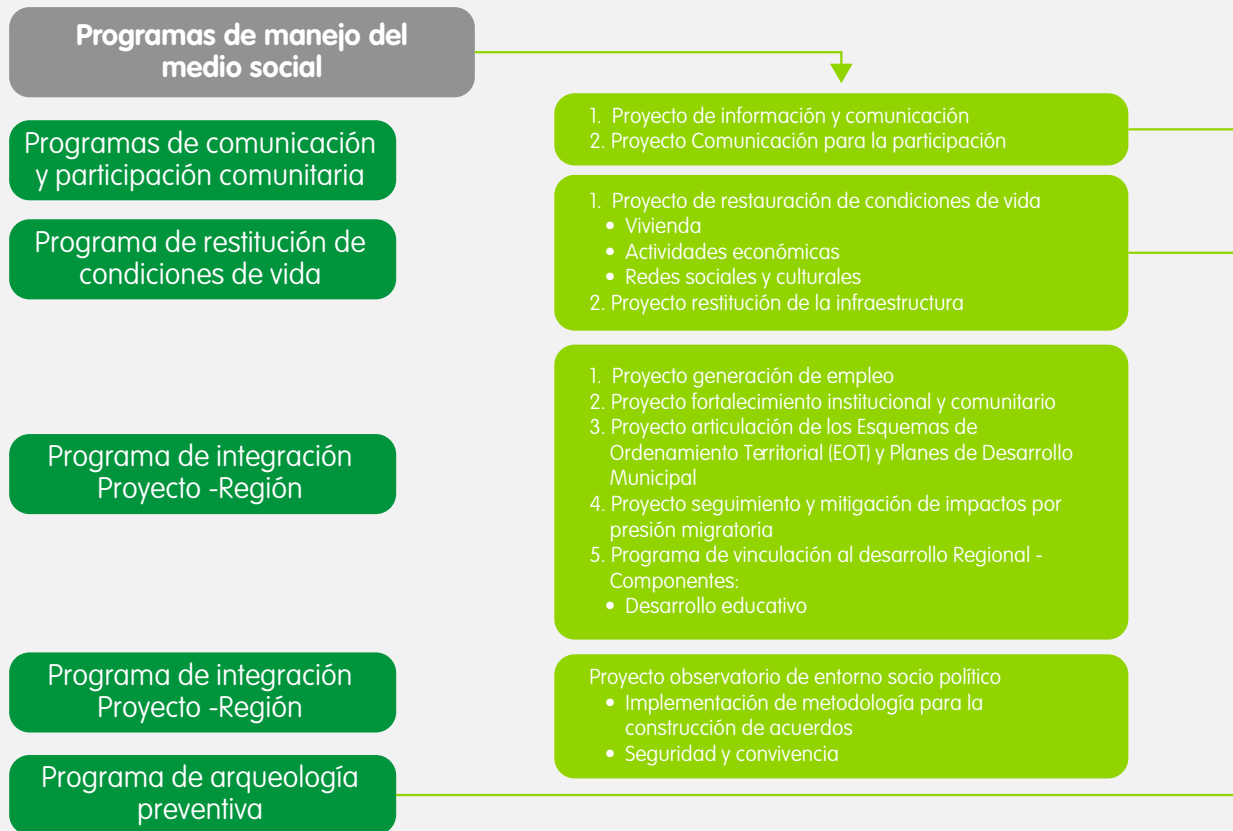 Programas de manejo del
medio social
Programas de comunicación
y participación comunitaria
1. Proyecto de información y comunicación
2. Proyecto Comunicación para la participación
Programa de restitución de
condiciones de vida
1. Proyecto de restauración de condiciones de vida
• Vivienda
• Actividades económicas
• Redes sociales y culturales
2. Proyecto restitución de la infraestructura
Programa de integración
Proyecto -Región
1. Proyecto generación de empleo
2. Proyecto fortalecimiento institucional y comunitario
3. Proyecto articulación de los Esquemas de
Ordenamiento Territorial (EOT) y Planes de Desarrollo
Municipal
4. Proyecto seguimiento y mitigación de impactos por
presión migratoria
5. Programa de vinculación al desarrollo Regional -
Componentes:
• Desarrollo educativo
Programa de integración
Proyecto -Región
Proyecto observatorio de entorno socio político
• Implementación de metodología para la
construcción de acuerdos
• Seguridad y convivencia
Programa de arqueología
preventiva